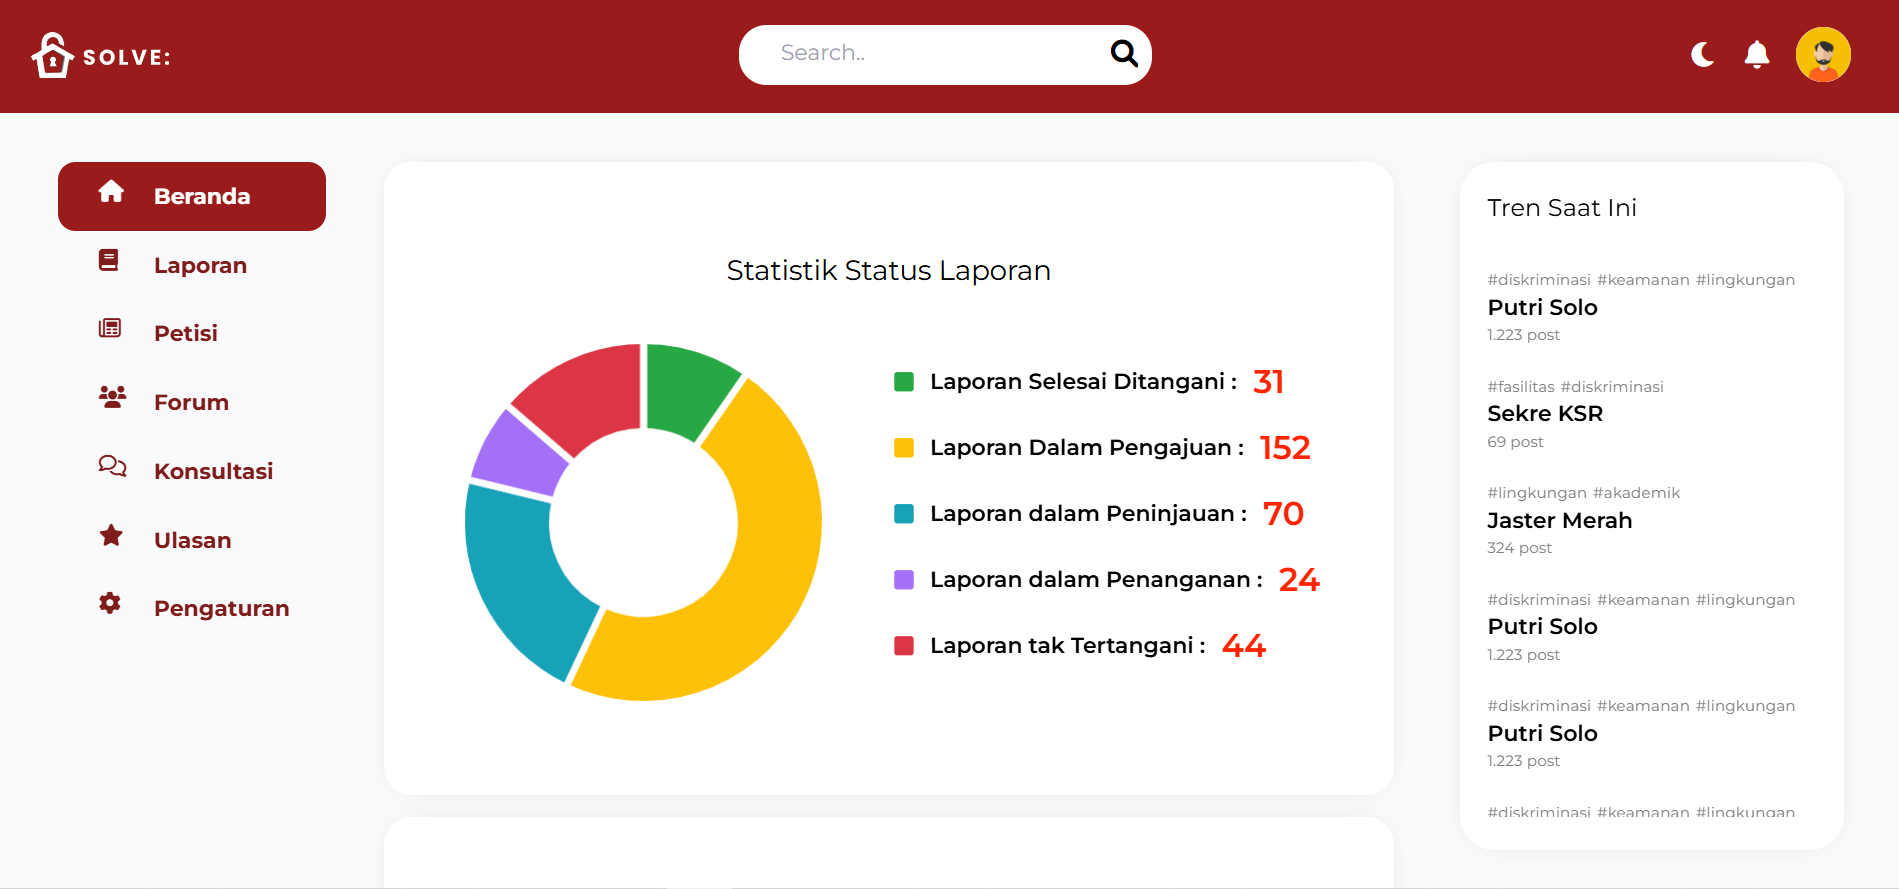 SOLVE:
Search..
Beranda
Laporan
Petisi
Forum
Konsultasi
Ulasan
Pengaturan
Statistik Status Laporan
Laporan Selesai Ditangani : 31
Laporan Dalam Pengajuan : 152
Laporan dalam Peninjauan : 70
Laporan dalam Penanganan : 24
Laporan tak Tertangani : 44
Tren Saat Ini
#diskriminasi #keamanan #lingkungan
Putri Solo
1.223 post
#fasilitas #diskriminasi
Sekre KSR
69 post
#lingkungan #akademik
Jaster Merah
324 post
#diskriminasi #keamanan #lingkungan
Putri Solo
1.223 post
#diskriminasi #keamanan #lingkungan
Putri Solo
1.223 post
#diskriminasi #keamanan #lingkungan